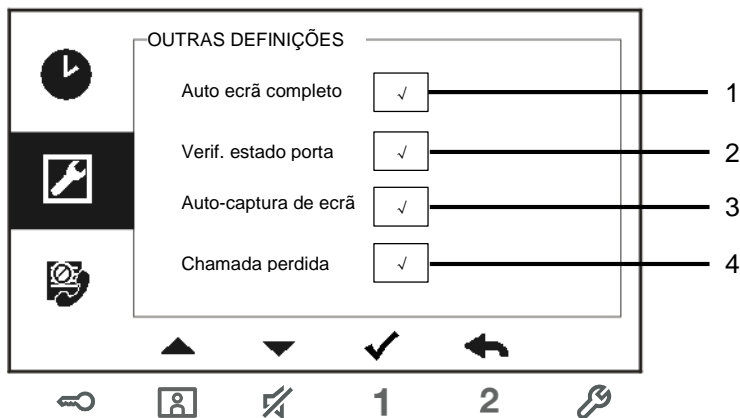 OUTRAS DEFINIÇÕES
Auto ecrã completo √ 1
Verif. estado porta √ 2
Auto-captura de ecrã √ 3
Chamada perdida √ 4
1 2